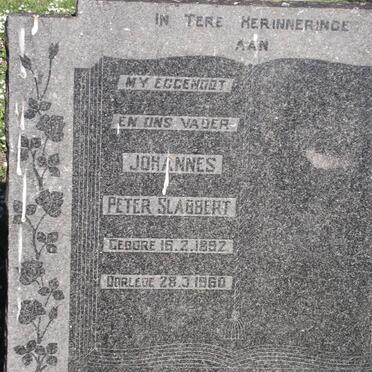 IN TERE HERINNERINGE
AAN
MY EGGENOOT
EN ONS VADER
JOHANNES
PETER SLABBERT
GEBORE 16.2.1892
OORLEDE 28.3.1960